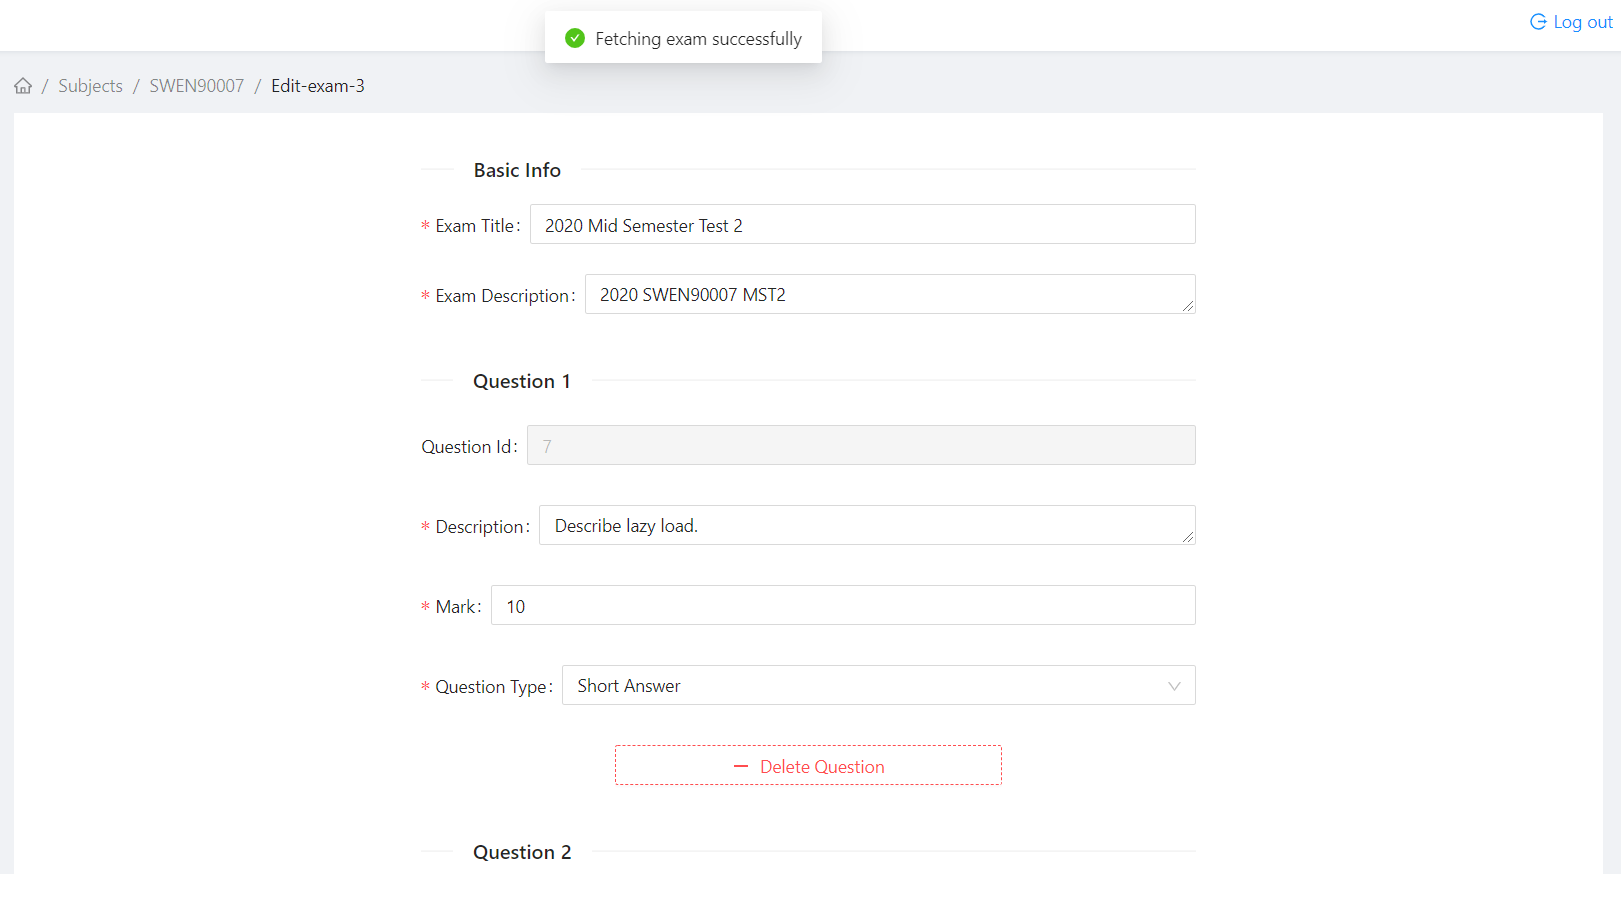 Fetching exam successfully
Log out
/ Subjects / SWEN90007 / Edit-exam-3
Basic Info
* Exam Title: 2020 Mid Semester Test 2
* Exam Description: 2020 SWEN90007 MST2
Question 1
Question Id: 7
* Description: Describe lazy load.
* Mark: 10
* Question Type: Short Answer
Delete Question
Question 2